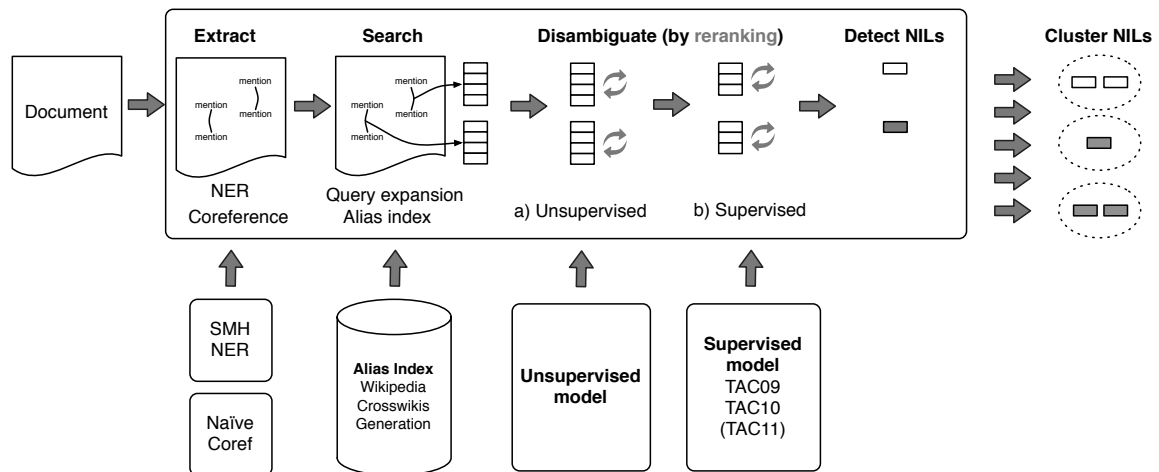 Extract
Search
Disambiguate (by reranking)
Detect NILs
Cluster NILs
Document
mention
mention
mention
mention
mention
mention
mention
mention
NER
Coreference
Query expansion
Alias index
a) Unsupervised
b) Supervised
SMH
NER
Naïve
Coref
Alias Index
Wikipedia
Crosswikis
Generation
Unsupervised
model
Supervised
model
TAC09
TAC10
(TAC11)